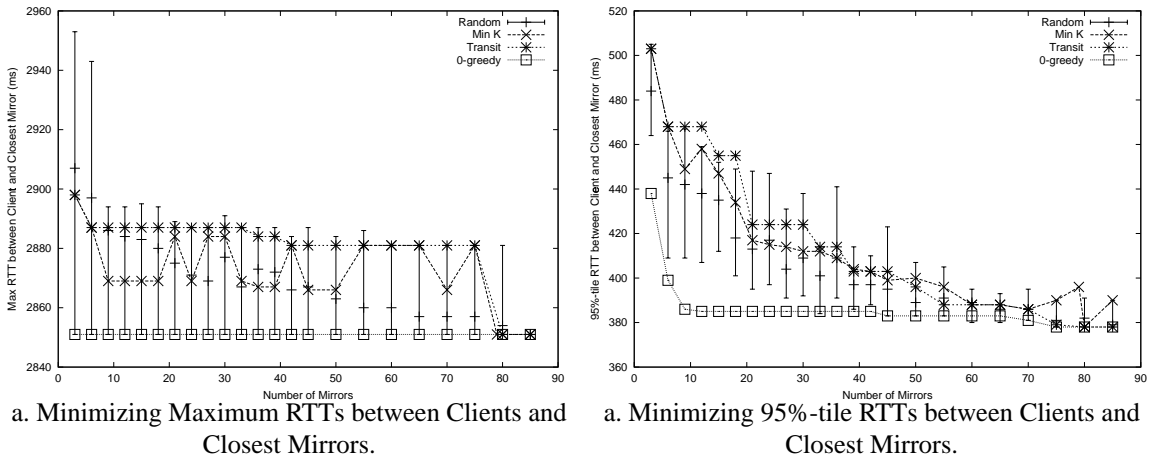 2960
2940
2920
2900
2880
2860
2840
0 10 20 30 40 50 60 70 80 90
Max RTT between Client and Closest Mirror (ms)
Number of Mirrors
Random
Min K
Transit
0-greedy
a. Minimizing Maximum RTTs between Clients and
Closest Mirrors.
520
500
480
460
440
420
400
380
360
0 10 20 30 40 50 60 70 80 90
95%-tile RTT between Client and Closest Mirror (ms)
Number of Mirrors
Random
Min K
Transit
0-greedy
a. Minimizing 95%-tile RTTs between Clients and
Closest Mirrors.